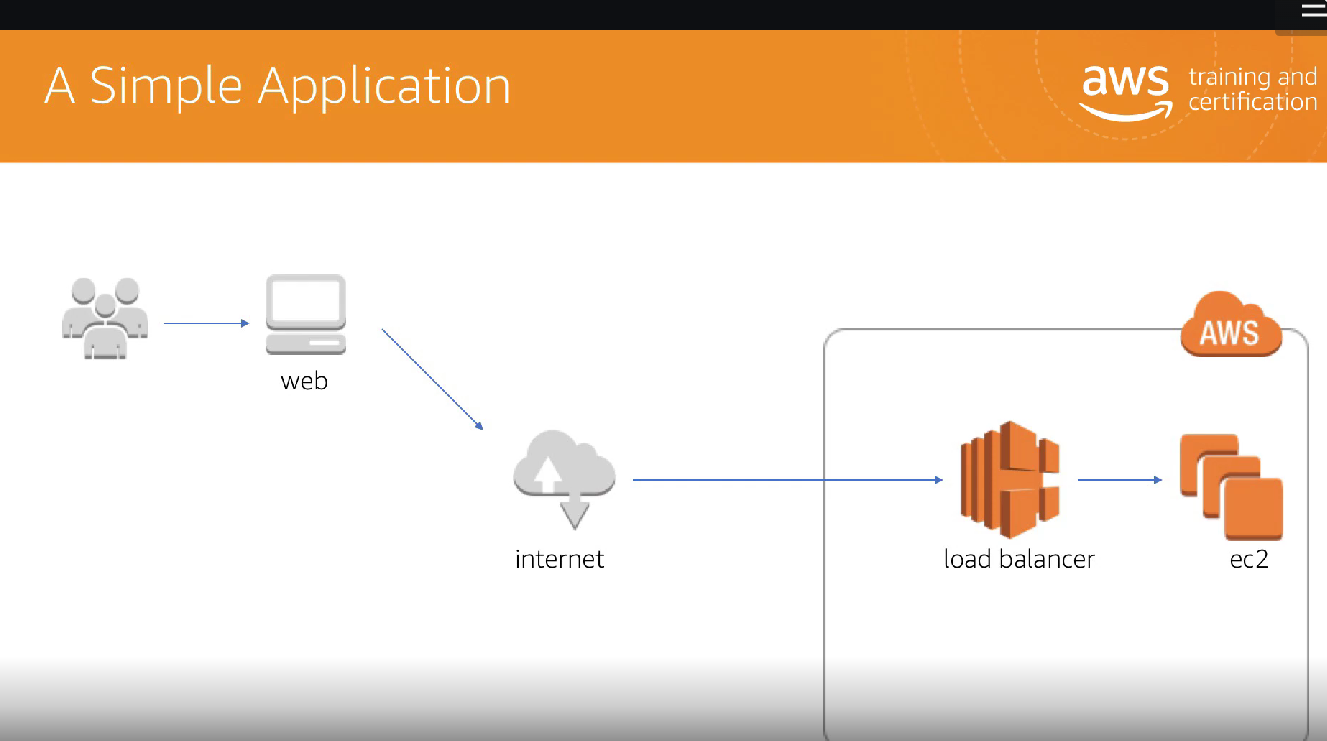 A Simple Application
aws training and
certification
AWS
web
internet
load balancer
ec2